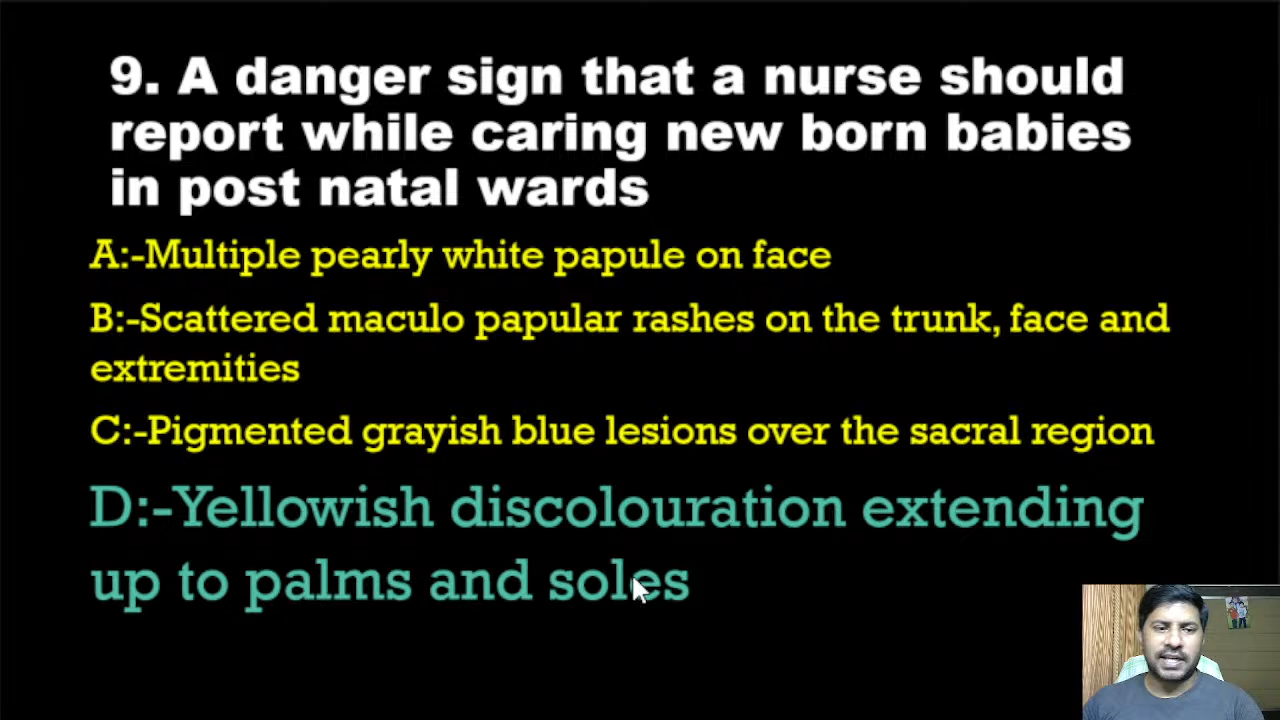 9. A danger sign that a nurse should
report while caring new born babies
in post natal wards
A:-Multiple pearly white papule on face
B:-Scattered maculo papular rashes on the trunk, face and
extremities
C:-Pigmented grayish blue lesions over the sacral region
D:-Yellowish discolouration extending
up to palms and soles